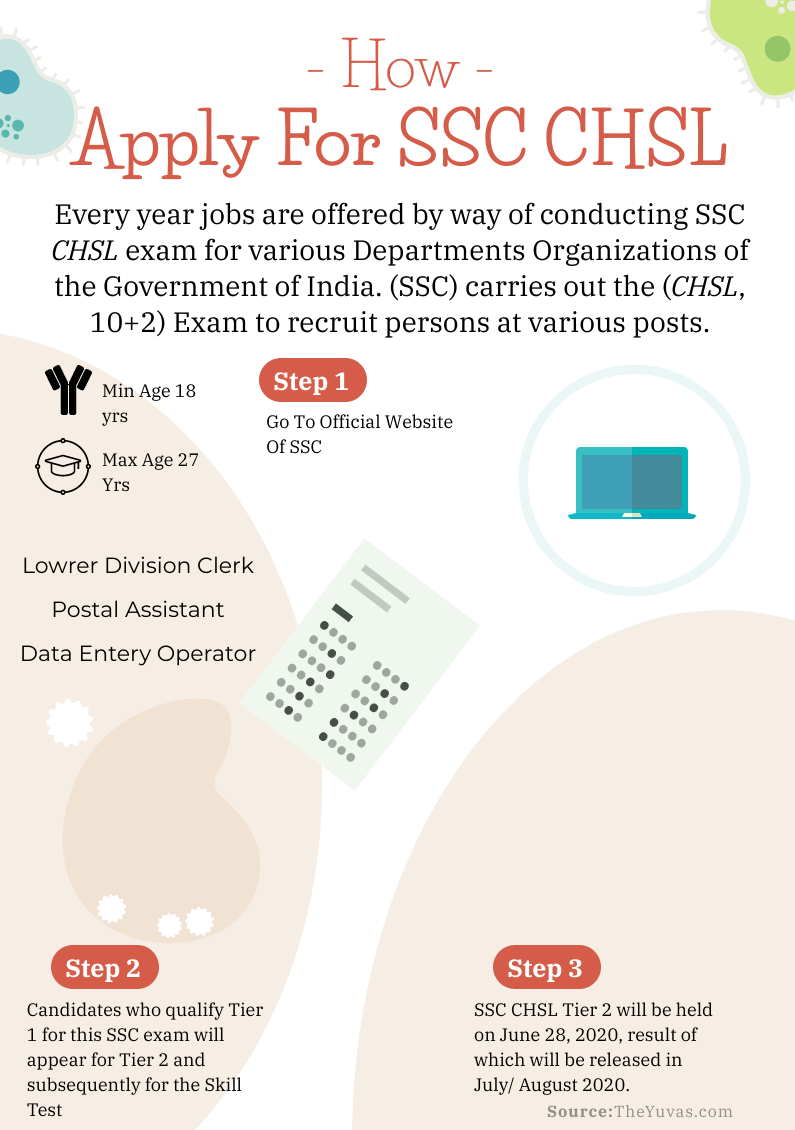 - How -
Apply For SSC CHSL
Every year jobs are offered by way of conducting SSC
CHSL exam for various Departments Organizations of
the Government of India. (SSC) carries out the (CHSL,
10+2) Exam to recruit persons at various posts.
Min Age 18
yrs
Max Age 27
Yrs
Step 1
Go To Official Website
Of SSC
Lowrer Division Clerk
Postal Assistant
Data Entery Operator
Step 2
Candidates who qualify Tier
1 for this SSC exam will
appear for Tier 2 and
subsequently for the Skill
Test
Step 3
SSC CHSL Tier 2 will be held
on June 28, 2020, result of
which will be released in
July/ August 2020.
Source:TheYuvas.com